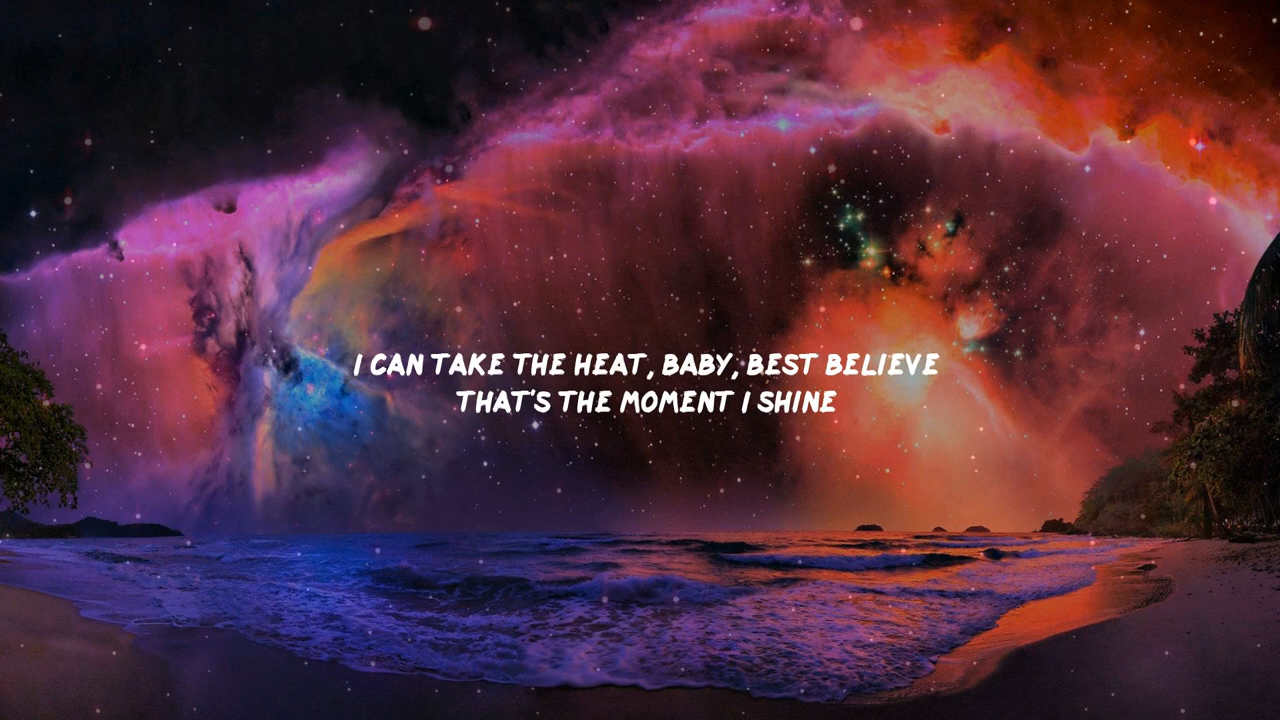 I CAN TAKE THE HEAT, BABY, BEST BELIEVE
THAT'S THE MOMENT I SHINE